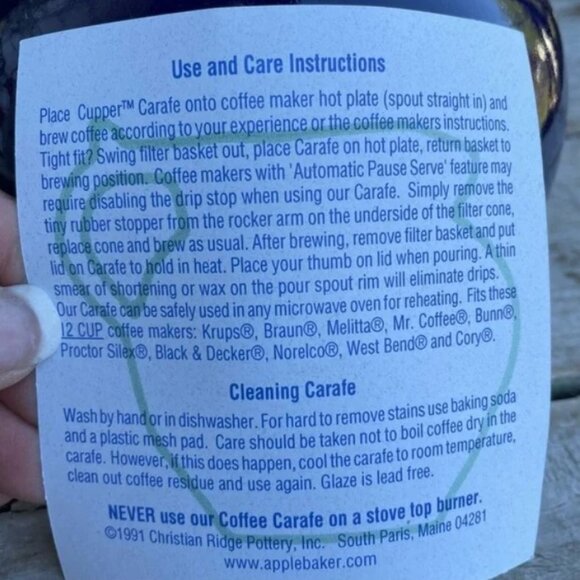 Use and Care Instructions
Place Cupper™ Carafe onto coffee maker hot plate (spout straight in) and
brew coffee according to your experience or the coffee makers instructions.
Tight fit? Swing filter basket out, place Carafe on hot plate, return basket to
brewing position. Coffee makers with 'Automatic Pause Serve' feature may
require disabling the drip stop when using our Carafe. Simply remove the
tiny rubber stopper from the rocker arm on the underside of the filter cone,
replace cone and brew as usual. After brewing, remove filter basket and put
lid on Carafe to hold in heat. Place your thumb on lid when pouring. A thin
smear of shortening or wax on the pour spout rim will eliminate drips.
Our Carafe can be safely used in any microwave oven for reheating. Fits these
12 CUP coffee makers: Krups®, Braun®, Melitta®, Mr. Coffee®, Bunn®,
Proctor Silex®, Black & Decker®, Norelco®, West Bend® and Cory®.
Cleaning Carafe
Wash by hand or in dishwasher. For hard to remove stains use baking soda
and a plastic mesh pad. Care should be taken not to boil coffee dry in the
carafe. However, if this does happen, cool the carafe to room temperature,
clean out coffee residue and use again. Glaze is lead free.
NEVER use our Coffee Carafe on a stove top burner.
©1991 Christian Ridge Pottery, Inc. South Paris, Maine 04281
www.applebaker.com